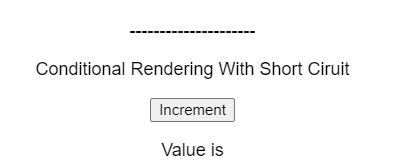 ---------------------
Conditional Rendering With Short Ciruit
Increment
Value is